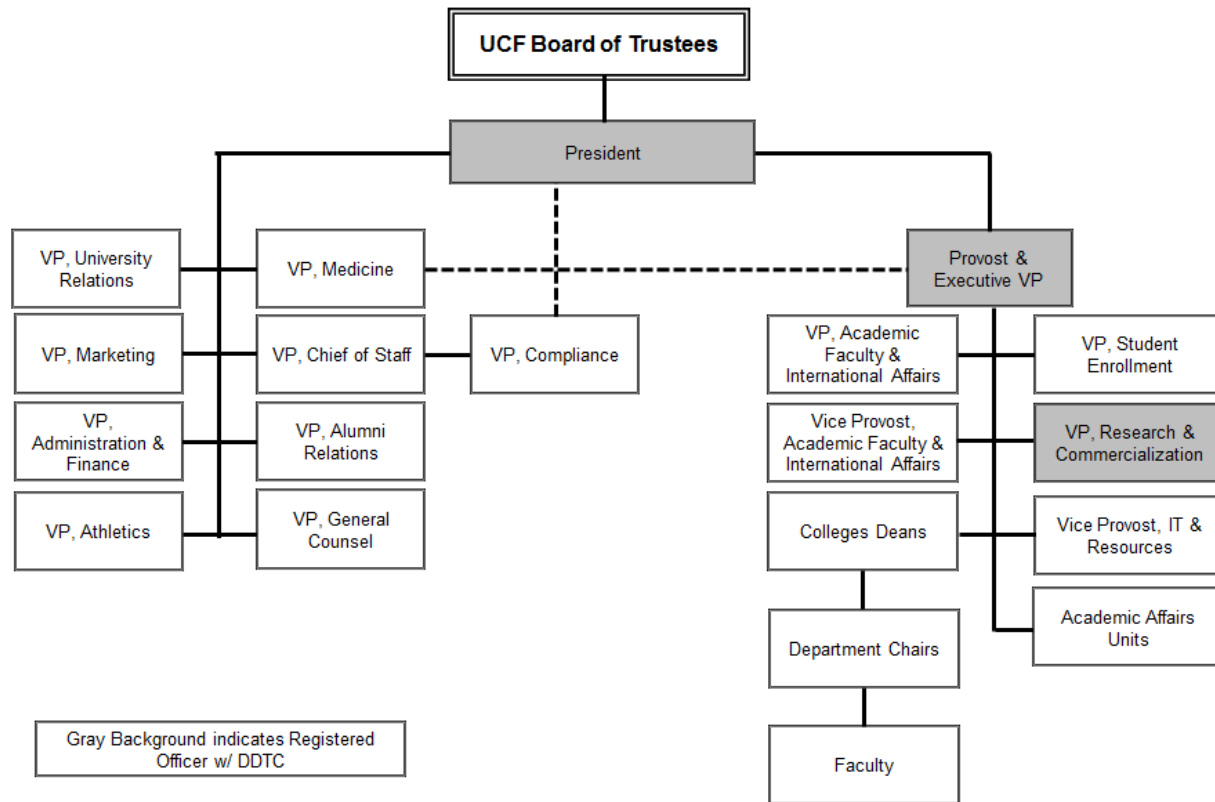 UCF Board of Trustees
President
VP, University
Relations
VP, Medicine
Provost &
Executive VP
VP, Marketing
VP, Chief of Staff
VP, Compliance
VP, Academic
Faculty &
International Affairs
VP, Student
Enrollment
VP,
Administration &
Finance
VP, Alumni
Relations
Vice Provost,
Academic Faculty &
International Affairs
VP, Research &
Commercialization
VP, Athletics
VP, General
Counsel
Colleges Deans
Vice Provost, IT &
Resources
Department Chairs
Academic Affairs
Units
Gray Background indicates Registered
Officer w/ DDTC
Faculty